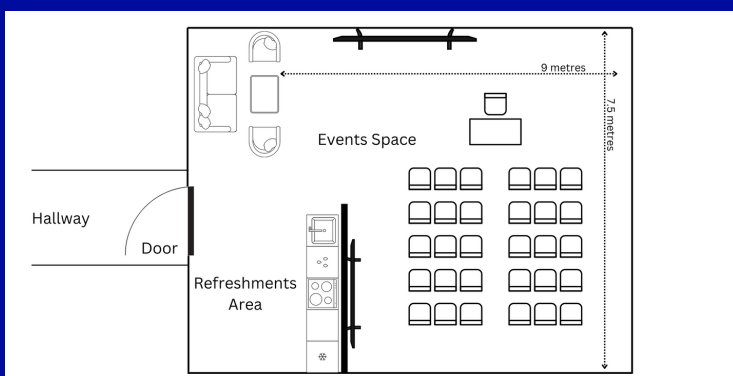 9 metres
7.5 metres
Events Space
Hallway
Door
Refreshments
Area